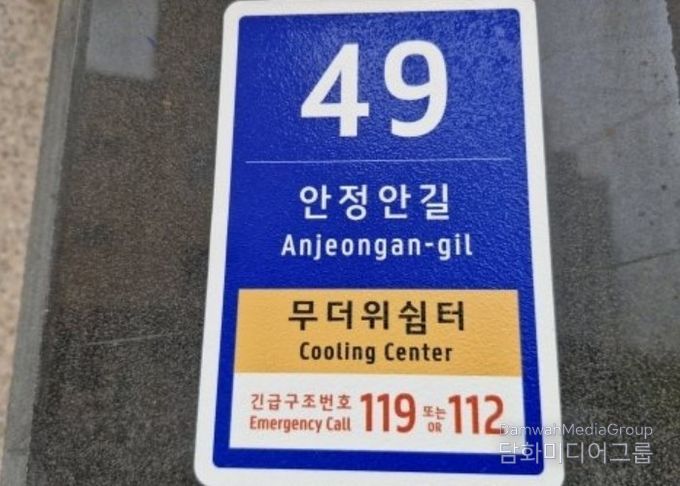 49
안정안길
Anjeongan-gil
무더위쉼터
Cooling Center
긴급구조번호
Emergency Call
119
또는
OR
112
DamwahMediaGroup
담화미디어그룹